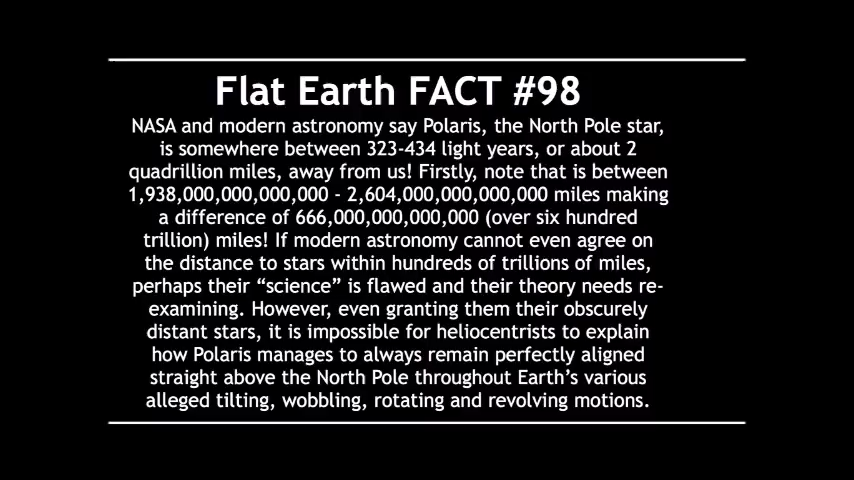 Flat Earth FACT #98
NASA and modern astronomy say Polaris, the North Pole star,
is somewhere between 323-434 light years, or about 2
quadrillion miles, away from us! Firstly, note that is between
1,938,000,000,000,000 - 2,604,000,000,000,000 miles making
a difference of 666,000,000,000,000 (over six hundred
trillion) miles! If modern astronomy cannot even agree on
the distance to stars within hundreds of trillions of miles,
perhaps their “science” is flawed and their theory needs re-
examining. However, even granting them their obscurely
distant stars, it is impossible for heliocentrists to explain
how Polaris manages to always remain perfectly aligned
straight above the North Pole throughout Earth’s various
alleged tilting, wobbling, rotating and revolving motions.